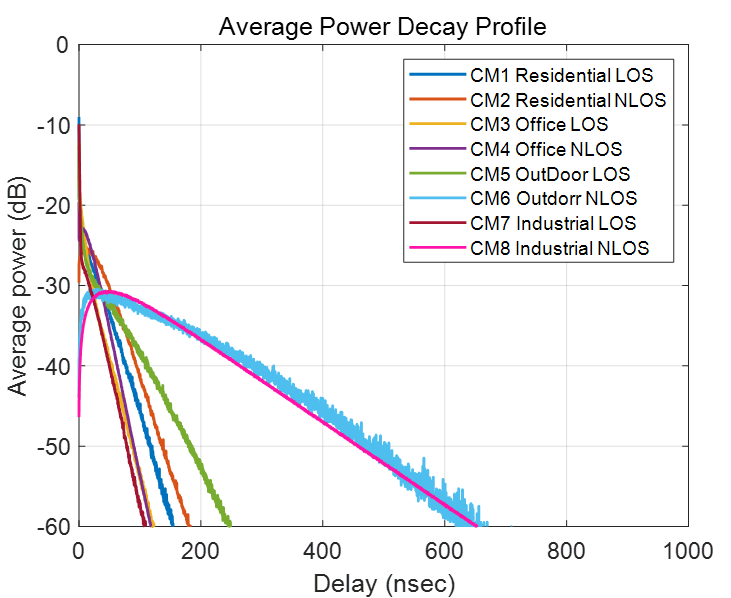 Average Power Decay Profile
0
-10
-20
-30
-40
-50
-60
Average power (dB)
CM1 Residential LOS
CM2 Residential NLOS
CM3 Office LOS
CM4 Office NLOS
CM5 OutDoor LOS
CM6 Outdorr NLOS
CM7 Industrial LOS
CM8 Industrial NLOS
0 200 400 600 800 1000
Delay (nsec)